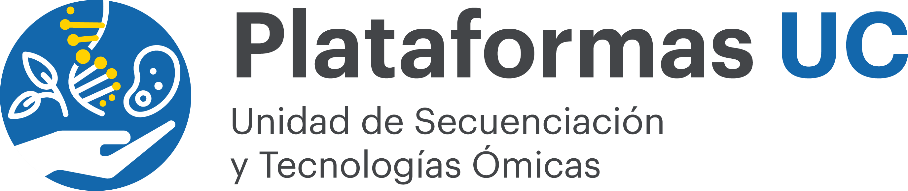 Plataformas UC
Unidad de Secuenciación
y Tecnologías Ómicas